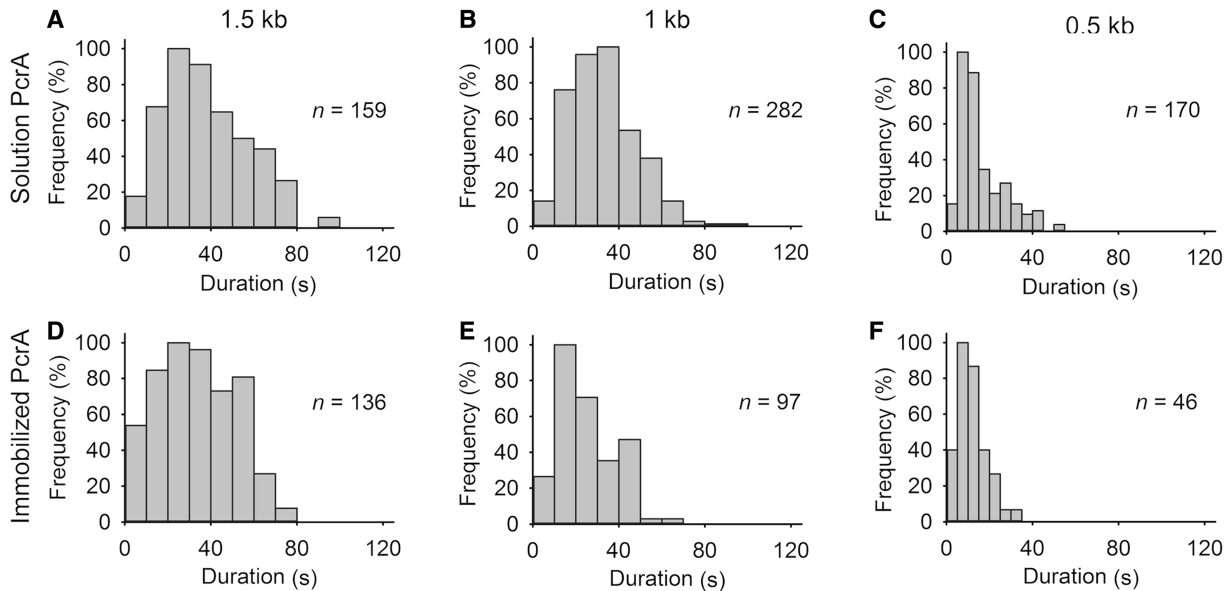 A
1.5 kb
B
1 kb
C
0.5 kb
Solution PcrA
Frequency (%)
100
80
60
40
20
0
n = 159
0 40 80 120
Duration (s)
Frequency (%)
100
80
60
40
20
0
n = 282
0 40 80 120
Duration (s)
Frequency (%)
100
80
60
40
20
0
n = 170
0 40 80 120
Duration (s)
D
E
F
Immobilized PcrA
Frequency (%)
100
80
60
40
20
0
n = 136
0 40 80 120
Duration (s)
Frequency (%)
100
80
60
40
20
0
n = 97
0 40 80 120
Duration (s)
Frequency (%)
100
80
60
40
20
0
n = 46
0 40 80 120
Duration (s)